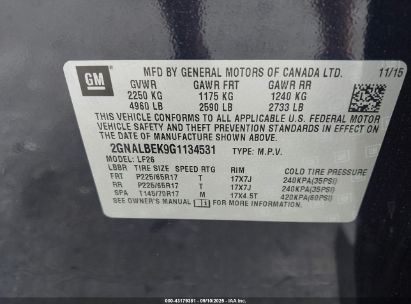 GM
MFD BY GENERAL MOTORS OF CANADA LTD. 11/15
GVWR GAWR FRT GAWR RR
2250 KG 1175 KG 1240 KG
4960 LB 2590 LB 2733 LB
THIS VEHICLE CONFORMS TO ALL APPLICABLE U.S. FEDERAL MOTOR
VEHICLE SAFETY, BUMPER, AND THEFT PREVENTION STANDARDS IN
EFFECT ON THE DATE OF MANUFACTURE SHOWN ABOVE.
2GNALBEK9G1134531 TYPE: M.P.V.
MODEL: LF26
TIRE SIZE SPEED RTG RIM COLD TIRE PRESSURE
FRT P225/65R17 T 17X7J 240KPA(35PSI)
RR P225/65R17 T 17X7J 240KPA(35PSI)
SPA T145/70R17 M 17X4.5T 420KPA(60PSI)
SEE OWNER'S MANUAL FOR MORE INFORMATION.